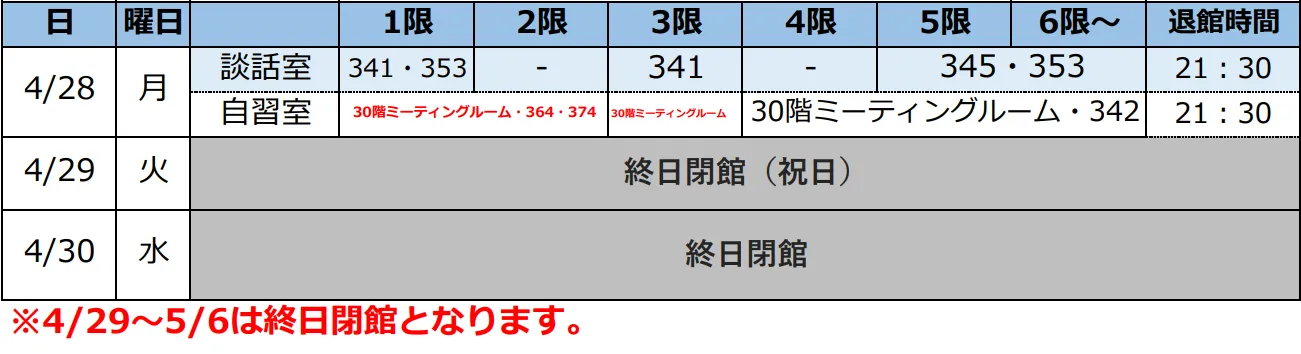 日 曜日 1限 2限 3限 4限 5限 6限～ 退館時間
4/28 月 談話室 341・353 - 341 - 345・353 21：30
自習室 30階ミーティングルーム・364・374 30階ミーティングルーム 30階ミーティングルーム・342 21：30
4/29 火 終日閉館（祝日）
4/30 水 終日閉館
※4/29～5/6は終日閉館となります。